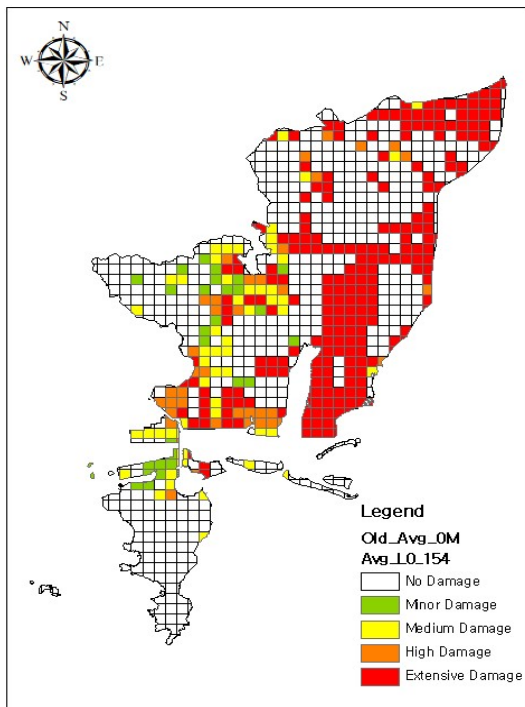 N
W E
S
Legend
Old_Avg_0M
Avg_L0_154
No Damage
Minor Damage
Medium Damage
High Damage
Extensive Damage